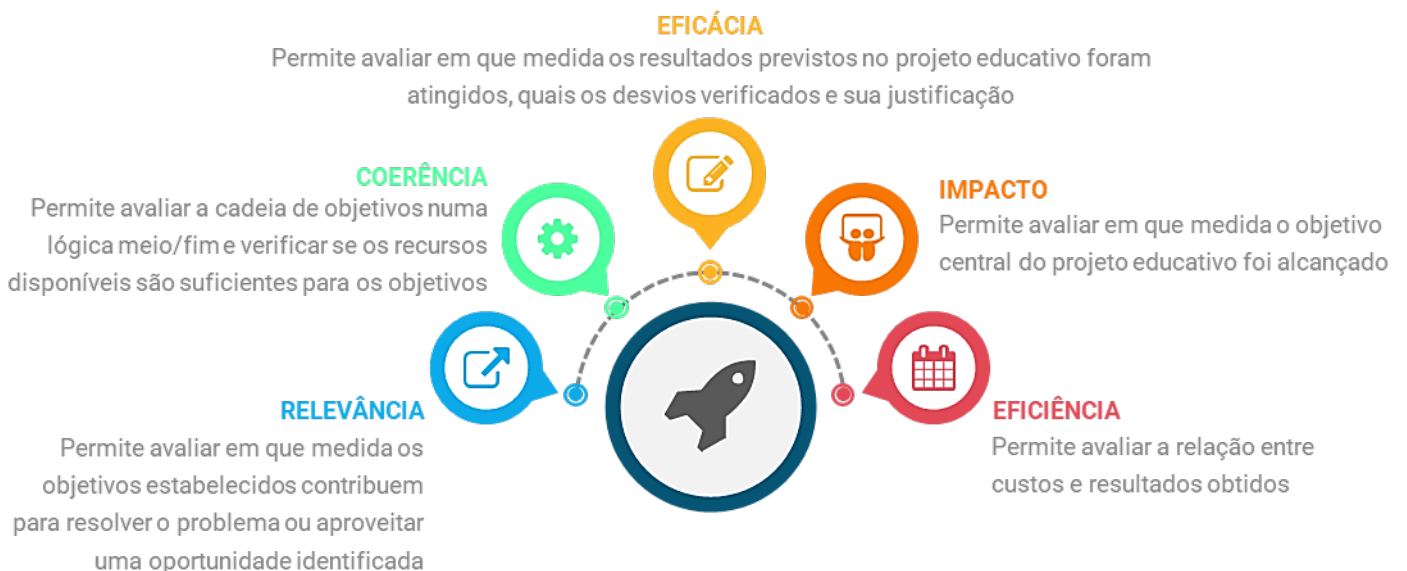 EFICÁCIA
Permite avaliar em que medida os resultados previstos no projeto educativo foram
atingidos, quais os desvios verificados e sua justificação
COERÊNCIA
Permite avaliar a cadeia de objetivos numa
lógica meio/fim e verificar se os recursos
disponíveis são suficientes para os objetivos
IMPACTO
Permite avaliar em que medida o objetivo
central do projeto educativo foi alcançado
RELEVÂNCIA
Permite avaliar em que medida os
objetivos estabelecidos contribuem
para resolver o problema ou aproveitar
uma oportunidade identificada
EFICIÊNCIA
Permite avaliar a relação entre
custos e resultados obtidos